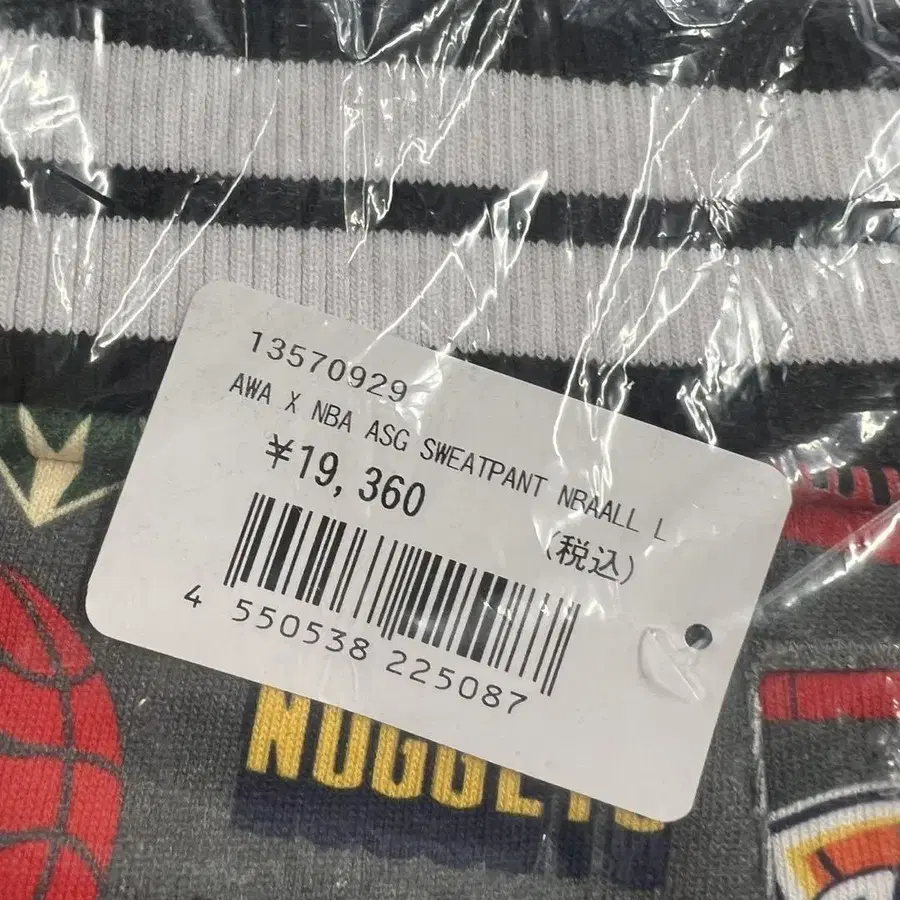 13570929
AWA X NBA ASG SWEATPANT NBAALL L
¥19,360
(税込)
4 550538 225087
NUGGETS